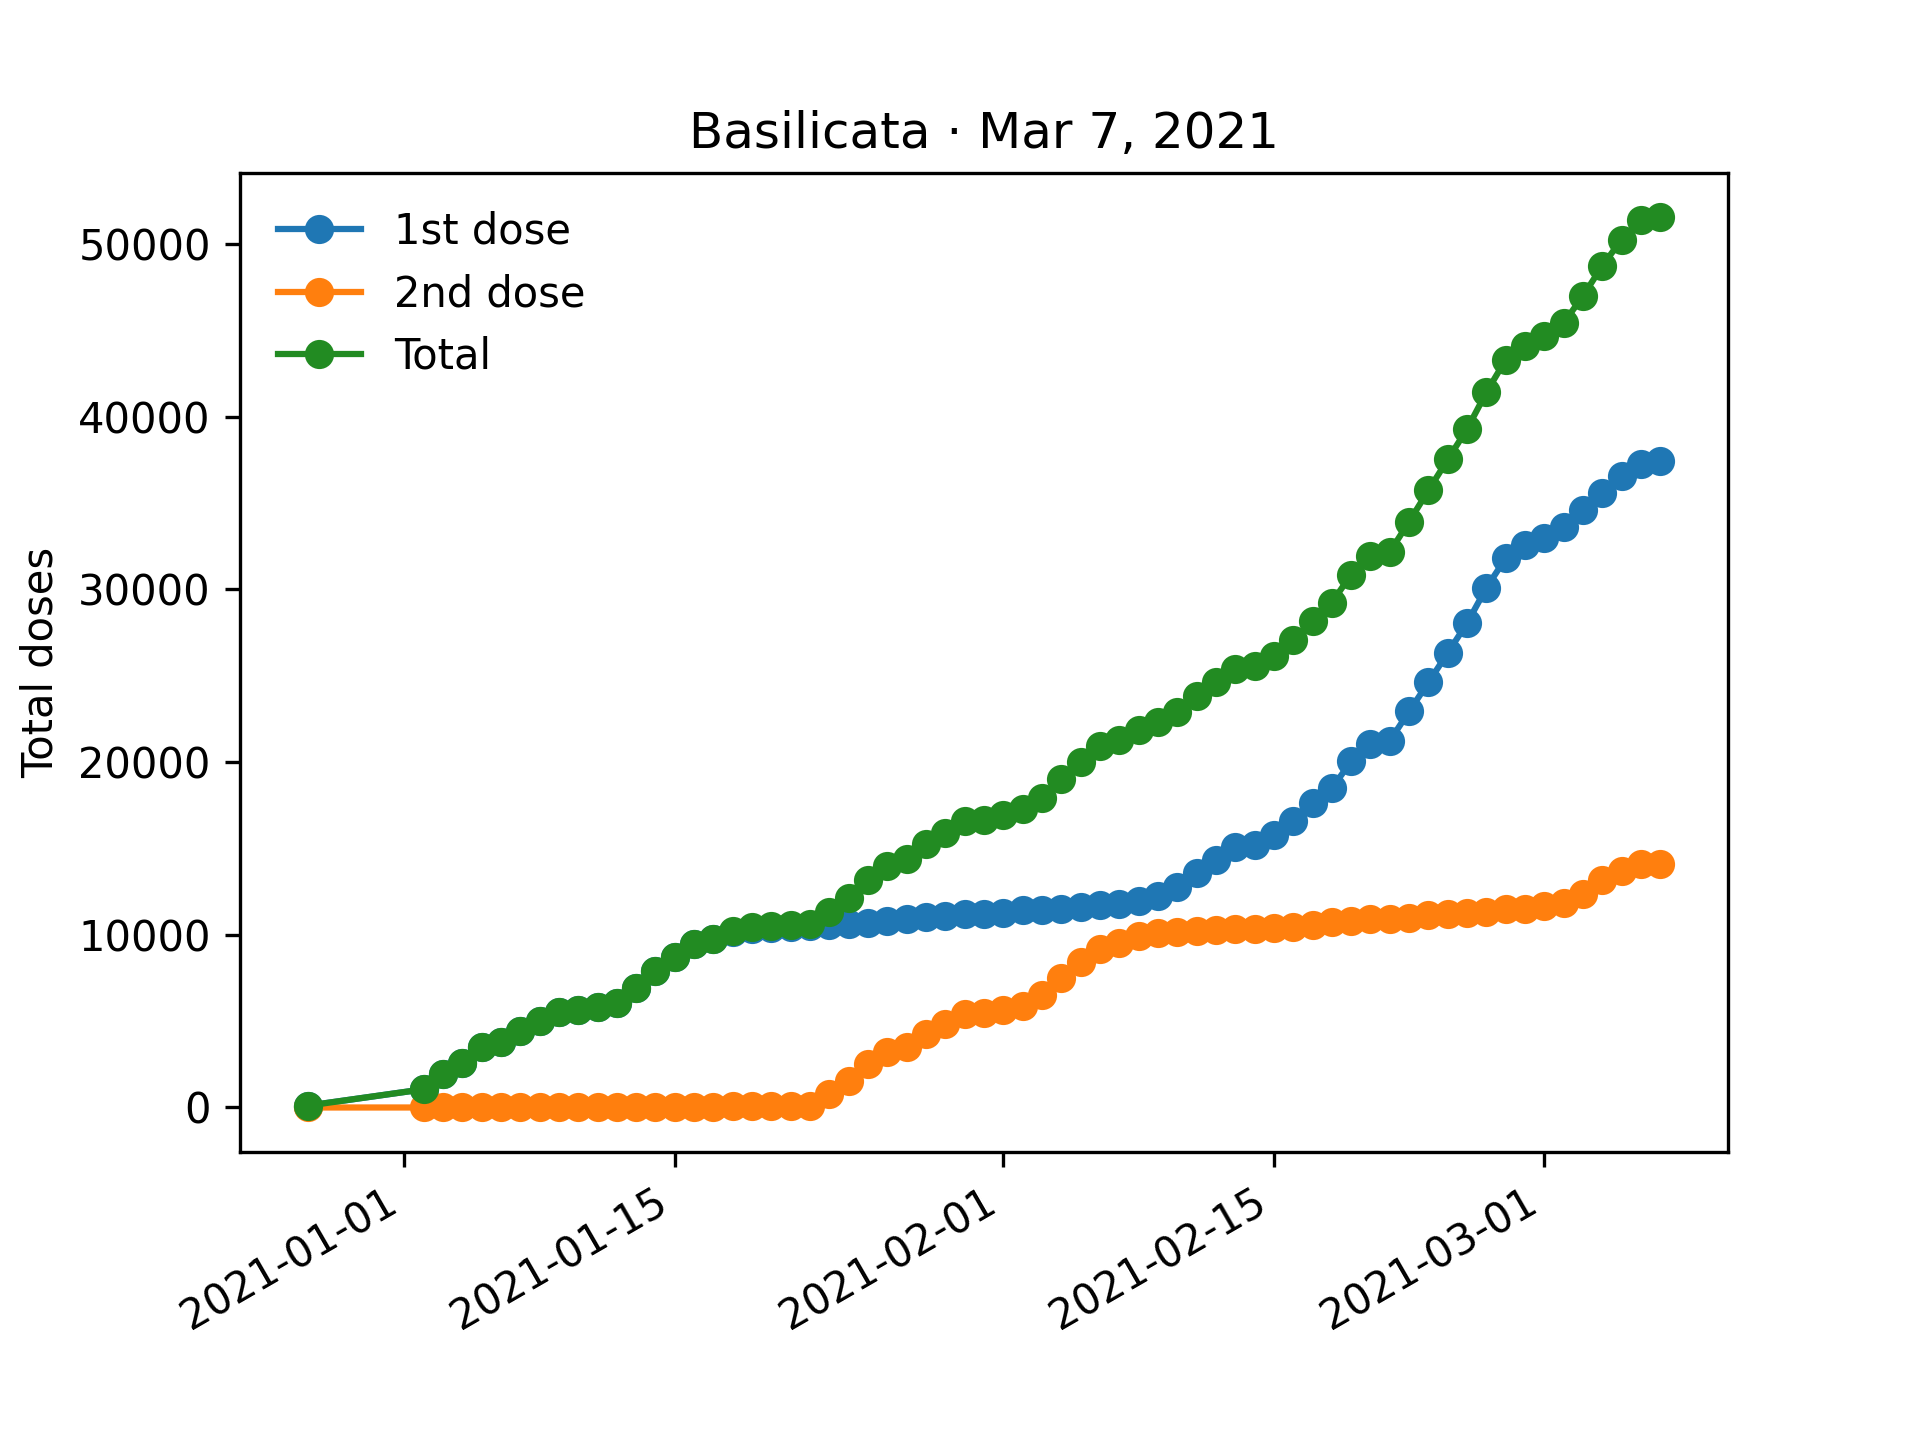 Basilicata · Mar 7, 2021
1st dose
2nd dose
Total
Total doses
50000
40000
30000
20000
10000
0
2021-01-01
2021-01-15
2021-02-01
2021-02-15
2021-03-01